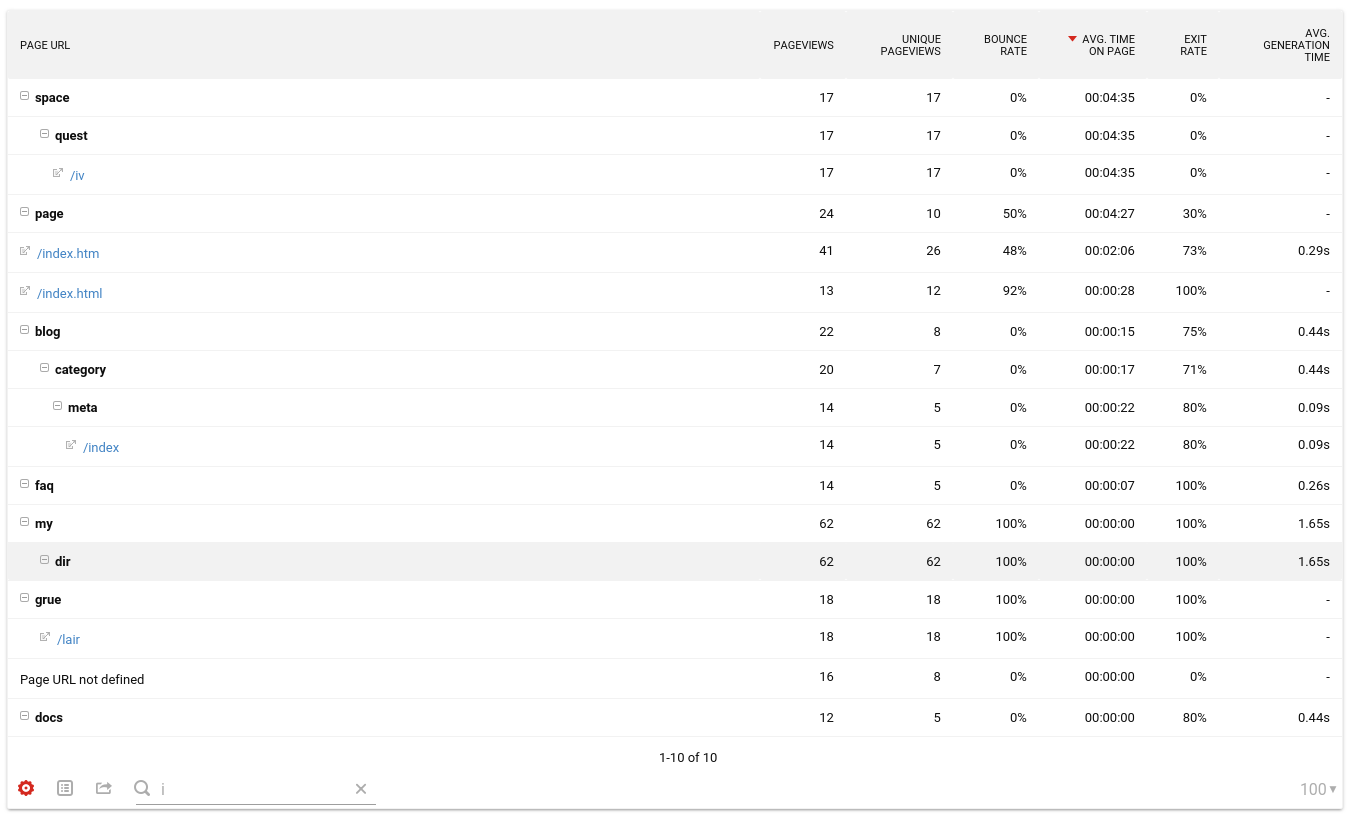 PAGE URL PAGEVIEWS UNIQUE PAGEVIEWS BOUNCE RATE AVG. TIME ON PAGE EXIT RATE AVG. GENERATION TIME
space 17 17 0% 00:04:35 0% -
quest 17 17 0% 00:04:35 0% -
/iv 17 17 0% 00:04:35 0% -
page 24 10 50% 00:04:27 30% -
/index.htm 41 26 48% 00:02:06 73% 0.29s
/index.html 13 12 92% 00:00:28 100% -
blog 22 8 0% 00:00:15 75% 0.44s
category 20 7 0% 00:00:17 71% 0.44s
meta 14 5 0% 00:00:22 80% 0.09s
/index 14 5 0% 00:00:22 80% 0.09s
faq 14 5 0% 00:00:07 100% 0.26s
my 62 62 100% 00:00:00 100% 1.65s
dir 62 62 100% 00:00:00 100% 1.65s
grue 18 18 100% 00:00:00 100% -
/lair 18 18 100% 00:00:00 100% -
Page URL not defined 16 8 0% 00:00:00 0% -
docs 12 5 0% 00:00:00 80% 0.44s
1-10 of 10
i 100